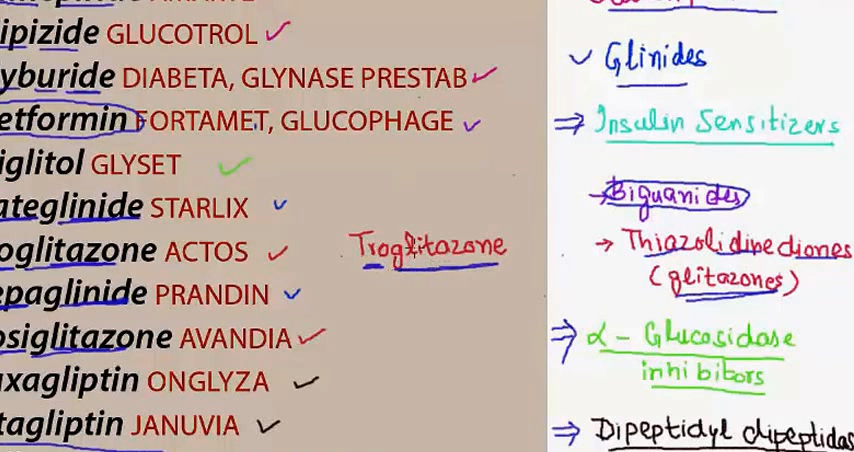 ipizide GLUCOTROL
yburide DIABETA, GLYNASE PRESTAB
etformin FORTAMET, GLUCOPHAGE
iglitol GLYSET
ateglinide STARLIX
oglitazone ACTOS
epaglinide PRANDIN
osiglitazone AVANDIA
axagliptin ONGLYZA
tagliptin JANUVIA
Troglitazone
Glinides
⇒ Insulin Sensitizers
→ Biguanides
→ Thiazolidinediones
(glitazones)
⇒ α - Glucosidase
inhibitors
⇒ Dipeptidyl dipeptidas